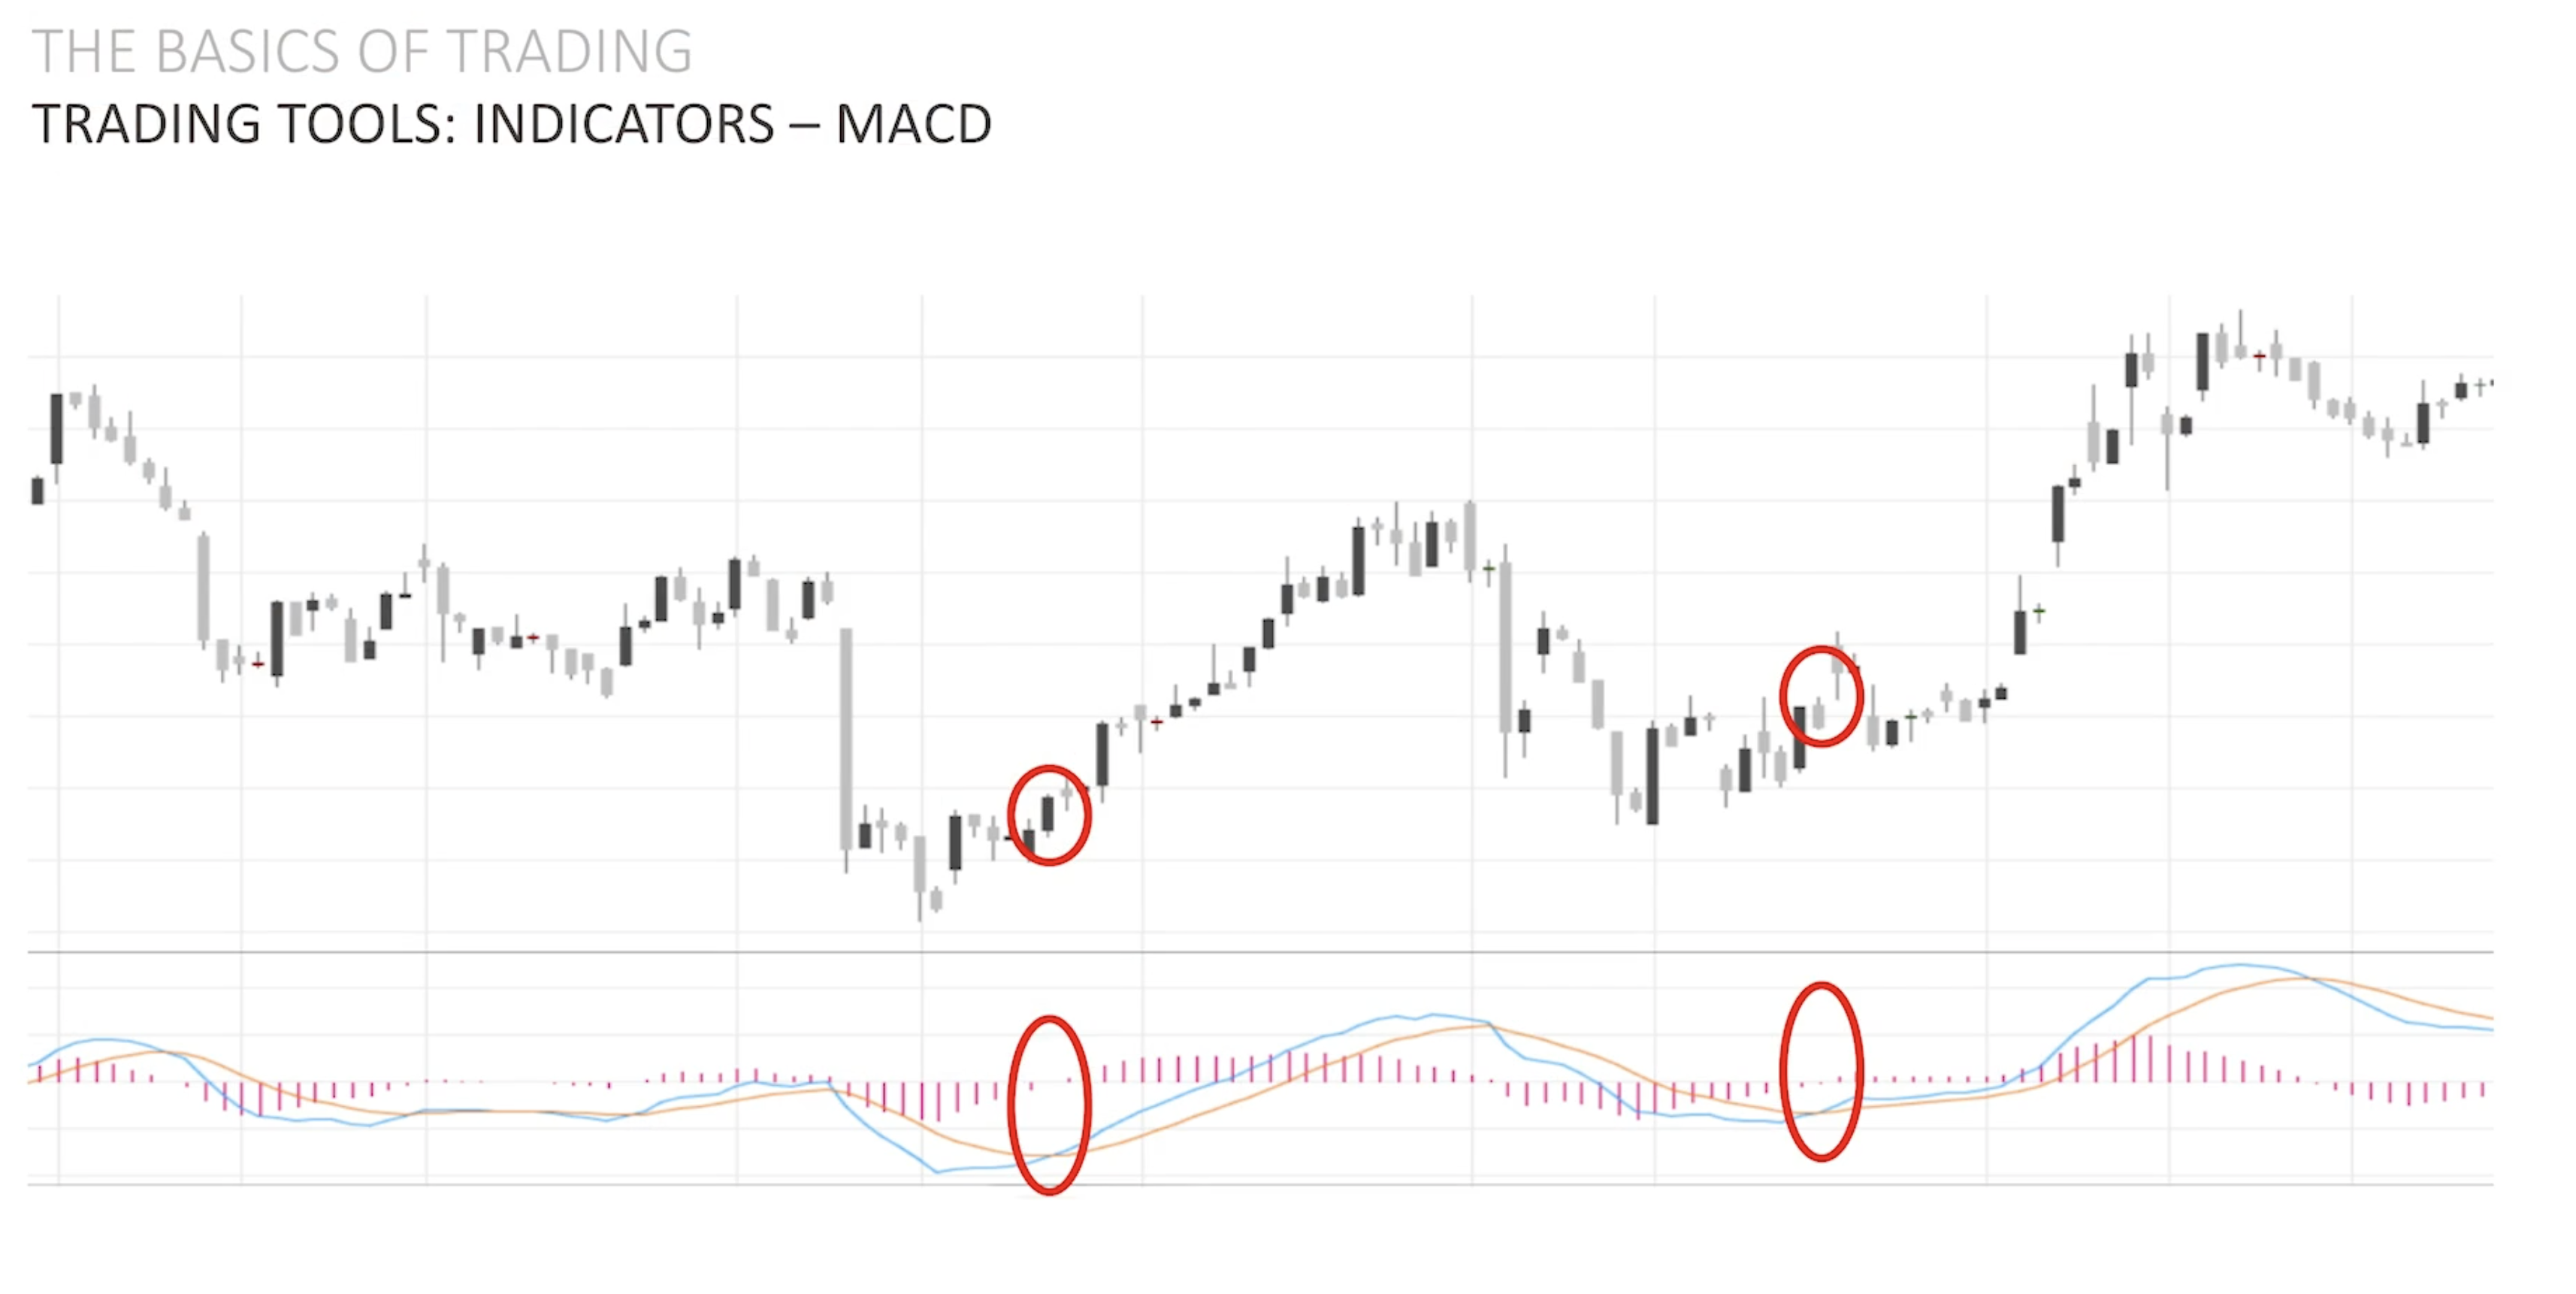 THE BASICS OF TRADING
TRADING TOOLS: INDICATORS – MACD